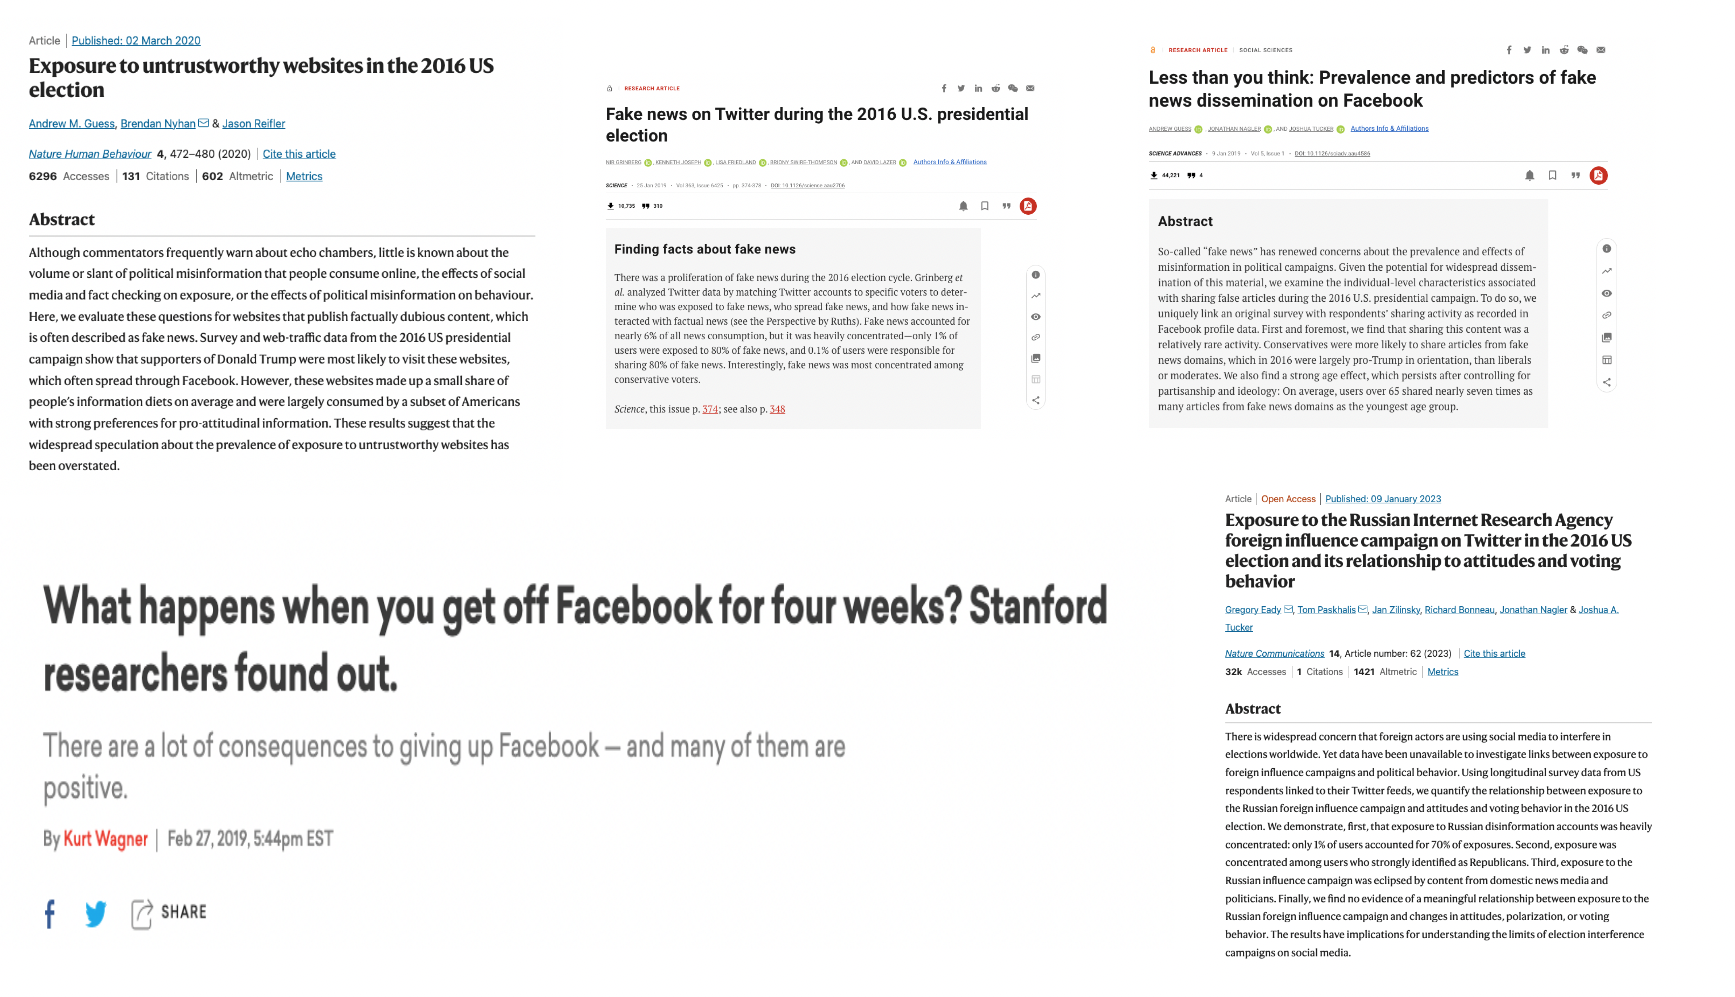 Article | Published: 02 March 2020
Exposure to untrustworthy websites in the 2016 US
election
Andrew M. Guess, Brendan Nyhan & Jason Reifler
Nature Human Behaviour 4, 472–480 (2020) | Cite this article
6296 Accesses | 131 Citations | 602 Altmetric | Metrics
Abstract
Although commentators frequently warn about echo chambers, little is known about the
volume or slant of political misinformation that people consume online, the effects of social
media and fact checking on exposure, or the effects of political misinformation on behaviour.
Here, we evaluate these questions for websites that publish factually dubious content, which
is often described as fake news. Survey and web-traffic data from the 2016 US presidential
campaign show that supporters of Donald Trump were most likely to visit these websites,
which often spread through Facebook. However, these websites made up a small share of
people's information diets on average and were largely consumed by a subset of Americans
with strong preferences for pro-attitudinal information. These results suggest that the
widespread speculation about the prevalence of exposure to untrustworthy websites has
been overstated.
RESEARCH ARTICLE
Fake news on Twitter during the 2016 U.S. presidential
election
NIR GRINBERG, KENNETH JOSEPH, LISA FRIEDLAND, BRIONY SWIRE-THOMPSON, AND DAVID LAZER Authors Info & Affiliations
SCIENCE • 25 Jan 2019 • Vol 363, Issue 6425 • pp. 374-378 • DOI: 10.1126/science.aau2706
10,735 310
Finding facts about fake news
There was a proliferation of fake news during the 2016 election cycle. Grinberg et
al. analyzed Twitter data by matching Twitter accounts to specific voters to deter-
mine who was exposed to fake news, who spread fake news, and how fake news in-
teracted with factual news (see the Perspective by Ruths). Fake news accounted for
nearly 6% of all news consumption, but it was heavily concentrated—only 1% of
users were exposed to 80% of fake news, and 0.1% of users were responsible for
sharing 80% of fake news. Interestingly, fake news was most concentrated among
conservative voters.
Science, this issue p. 374; see also p. 348
RESEARCH ARTICLE | SOCIAL SCIENCES
Less than you think: Prevalence and predictors of fake
news dissemination on Facebook
ANDREW GUESS, JONATHAN NAGLER, AND JOSHUA TUCKER Authors Info & Affiliations
SCIENCE ADVANCES • 9 Jan 2019 • Vol 5, Issue 1 • DOI: 10.1126/sciadv.aau4586
44,221 4
Abstract
So-called “fake news” has renewed concerns about the prevalence and effects of
misinformation in political campaigns. Given the potential for widespread dissem-
ination of this material, we examine the individual-level characteristics associated
with sharing false articles during the 2016 U.S. presidential campaign. To do so, we
uniquely link an original survey with respondents’ sharing activity as recorded in
Facebook profile data. First and foremost, we find that sharing this content was a
relatively rare activity. Conservatives were more likely to share articles from fake
news domains, which in 2016 were largely pro-Trump in orientation, than liberals
or moderates. We also find a strong age effect, which persists after controlling for
partisanship and ideology: On average, users over 65 shared nearly seven times as
many articles from fake news domains as the youngest age group.
What happens when you get off Facebook for four weeks? Stanford
researchers found out.
There are a lot of consequences to giving up Facebook — and many of them are
positive.
By Kurt Wagner | Feb 27, 2019, 5:44pm EST
SHARE
Article | Open Access | Published: 09 January 2023
Exposure to the Russian Internet Research Agency
foreign influence campaign on Twitter in the 2016 US
election and its relationship to attitudes and voting
behavior
Gregory Eady, Tom Paskhalis, Jan Zilinsky, Richard Bonneau, Jonathan Nagler & Joshua A.
Tucker
Nature Communications 14, Article number: 62 (2023) | Cite this article
32k Accesses | 1 Citations | 1421 Altmetric | Metrics
Abstract
There is widespread concern that foreign actors are using social media to interfere in
elections worldwide. Yet data have been unavailable to investigate links between exposure to
foreign influence campaigns and political behavior. Using longitudinal survey data from US
respondents linked to their Twitter feeds, we quantify the relationship between exposure to
the Russian foreign influence campaign and attitudes and voting behavior in the 2016 US
election. We demonstrate, first, that exposure to Russian disinformation accounts was heavily
concentrated: only 1% of users accounted for 70% of exposures. Second, exposure was
concentrated among users who strongly identified as Republicans. Third, exposure to the
Russian influence campaign was eclipsed by content from domestic news media and
politicians. Finally, we find no evidence of a meaningful relationship between exposure to the
Russian foreign influence campaign and changes in attitudes, polarization, or voting
behavior. The results have implications for understanding the limits of election interference
campaigns on social media.